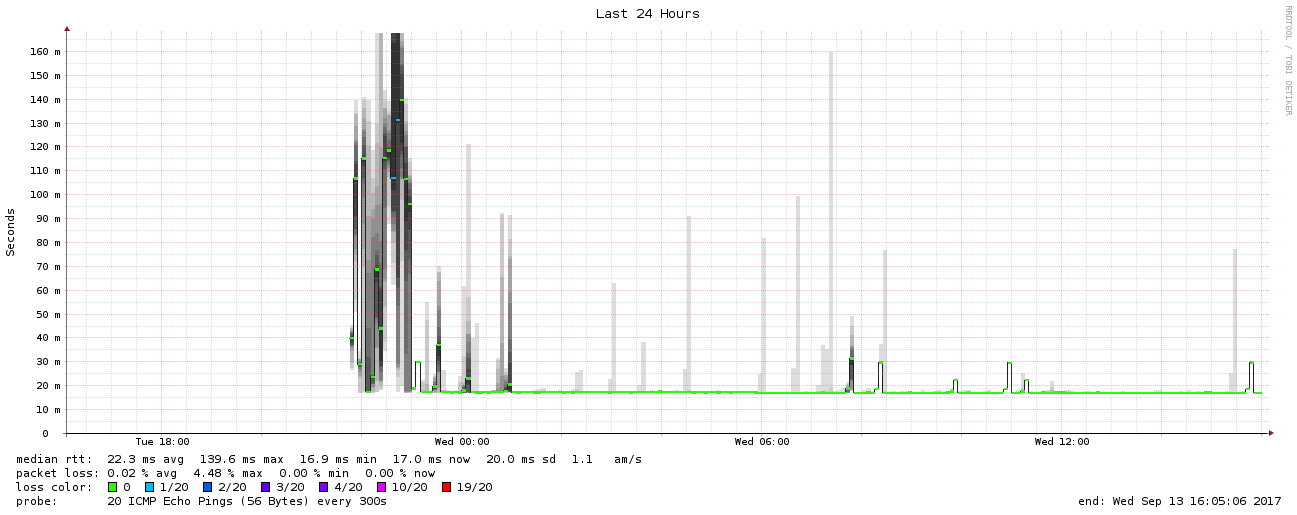 Last 24 Hours
RRDTOOL / TOBI OETIKER
Seconds
160 m
150 m
140 m
130 m
120 m
110 m
100 m
90 m
80 m
70 m
60 m
50 m
40 m
30 m
20 m
10 m
0
Tue 18:00 Wed 00:00 Wed 06:00 Wed 12:00
median rtt: 22.3 ms avg 139.6 ms max 16.9 ms min 17.0 ms now 20.0 ms sd 1.1 am/s
packet loss: 0.02 % avg 4.48 % max 0.00 % min 0.00 % now
loss color: 0 1/20 2/20 3/20 4/20 10/20 19/20
probe: 20 ICMP Echo Pings (56 Bytes) every 300s end: Wed Sep 13 16:05:06 2017